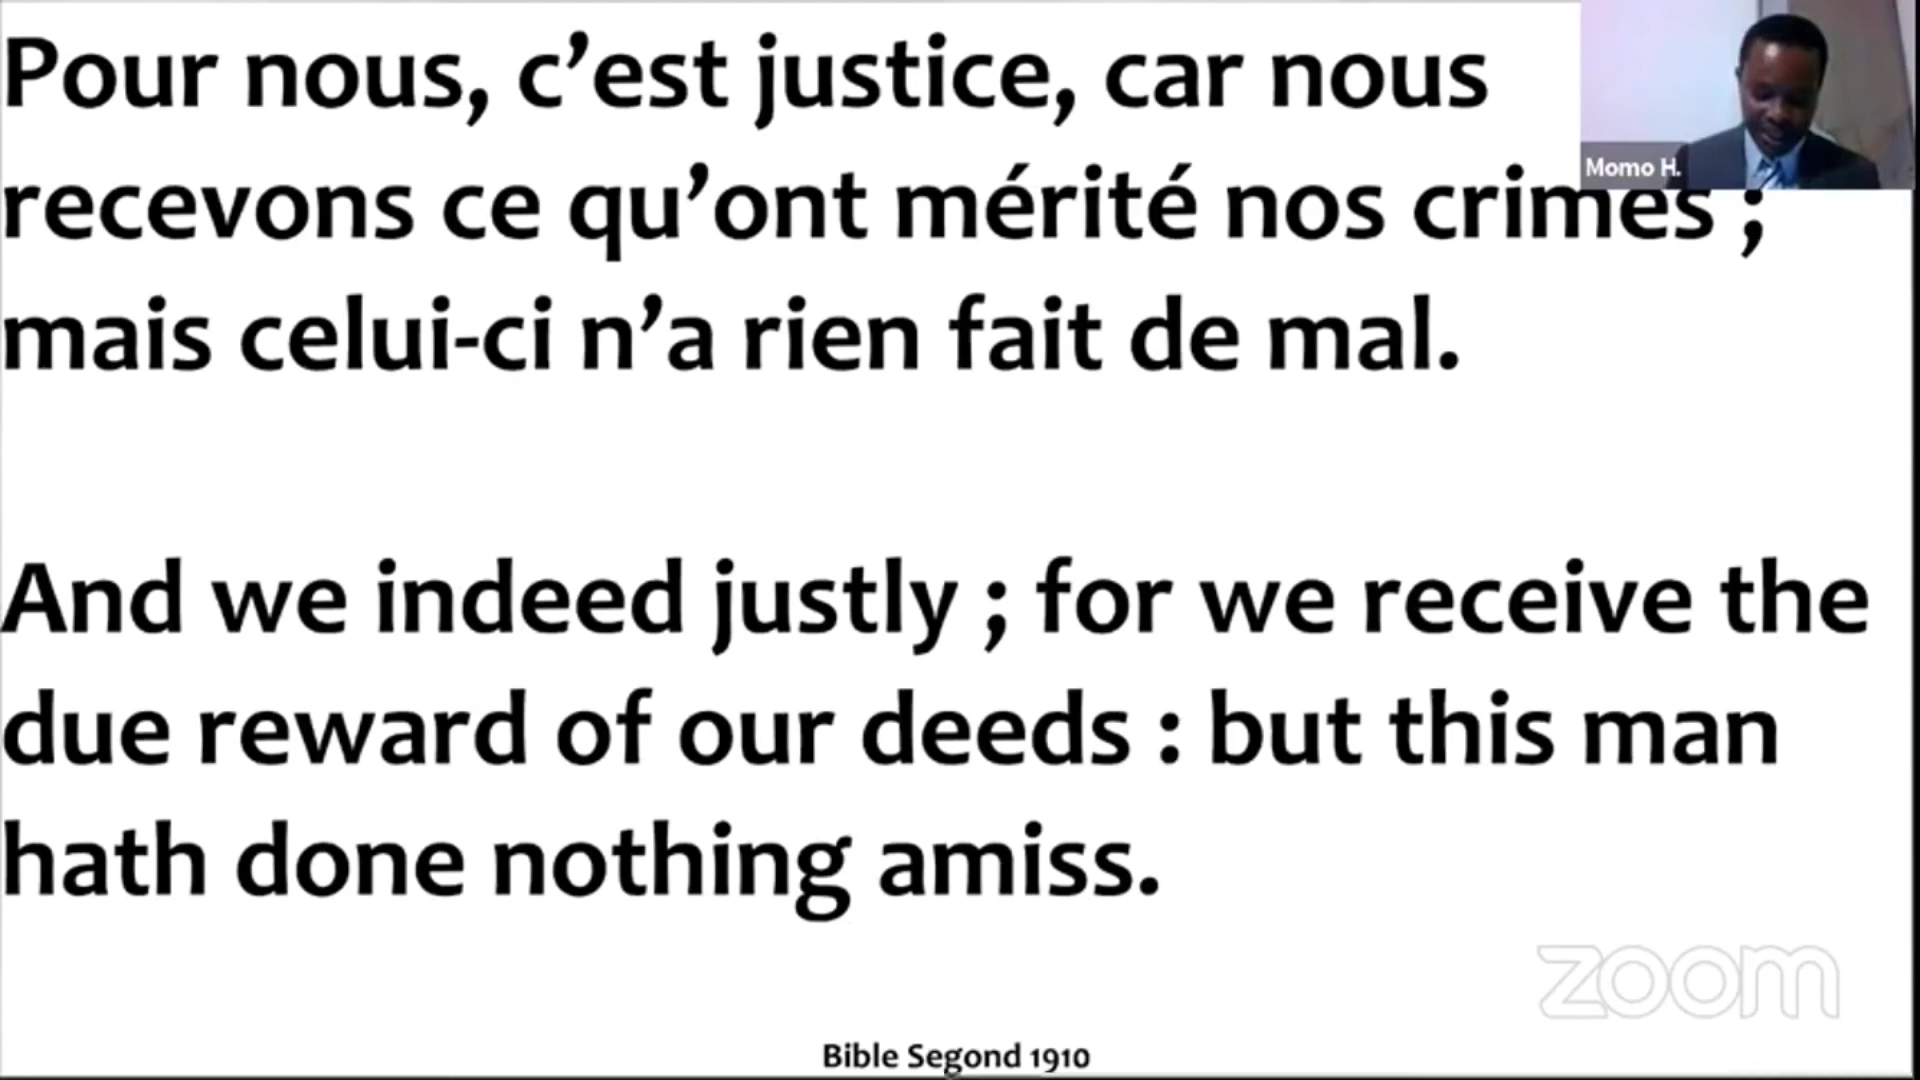 Pour nous, c’est justice, car nous
Momo H.
recevons ce qu’ont mérité nos crimes ;
mais celui-ci n’a rien fait de mal.
And we indeed justly ; for we receive the
due reward of our deeds : but this man
hath done nothing amiss.
zoom
Bible Segond 1910